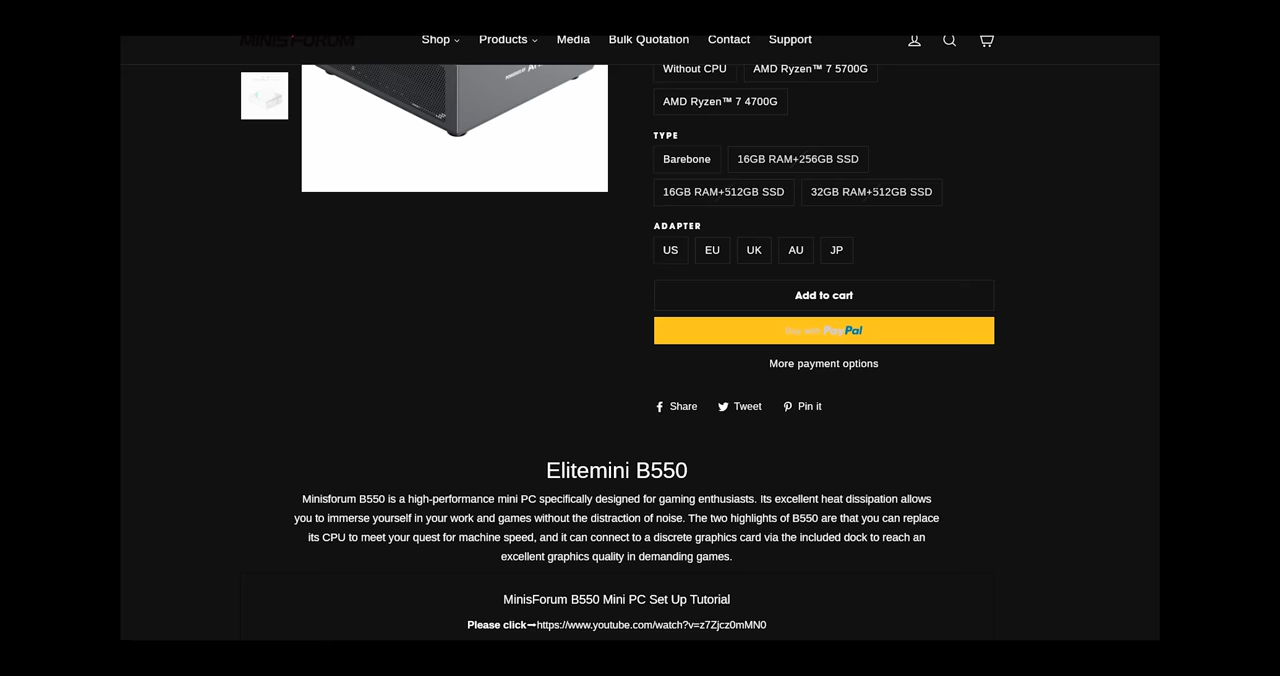 MINISFORUM
Shop Products Media Bulk Quotation Contact Support
Without CPU AMD Ryzen™ 7 5700G
AMD Ryzen™ 7 4700G
TYPE
Barebone 16GB RAM+256GB SSD
16GB RAM+512GB SSD 32GB RAM+512GB SSD
ADAPTER
US EU UK AU JP
Add to cart
Buy with PayPal
More payment options
Share Tweet Pin it
Elitemini B550
Minisforum B550 is a high-performance mini PC specifically designed for gaming enthusiasts. Its excellent heat dissipation allows
you to immerse yourself in your work and games without the distraction of noise. The two highlights of B550 are that you can replace
its CPU to meet your quest for machine speed, and it can connect to a discrete graphics card via the included dock to reach an
excellent graphics quality in demanding games.
MinisForum B550 Mini PC Set Up Tutorial
Please click➞https://www.youtube.com/watch?v=z7Zjcz0mMN0